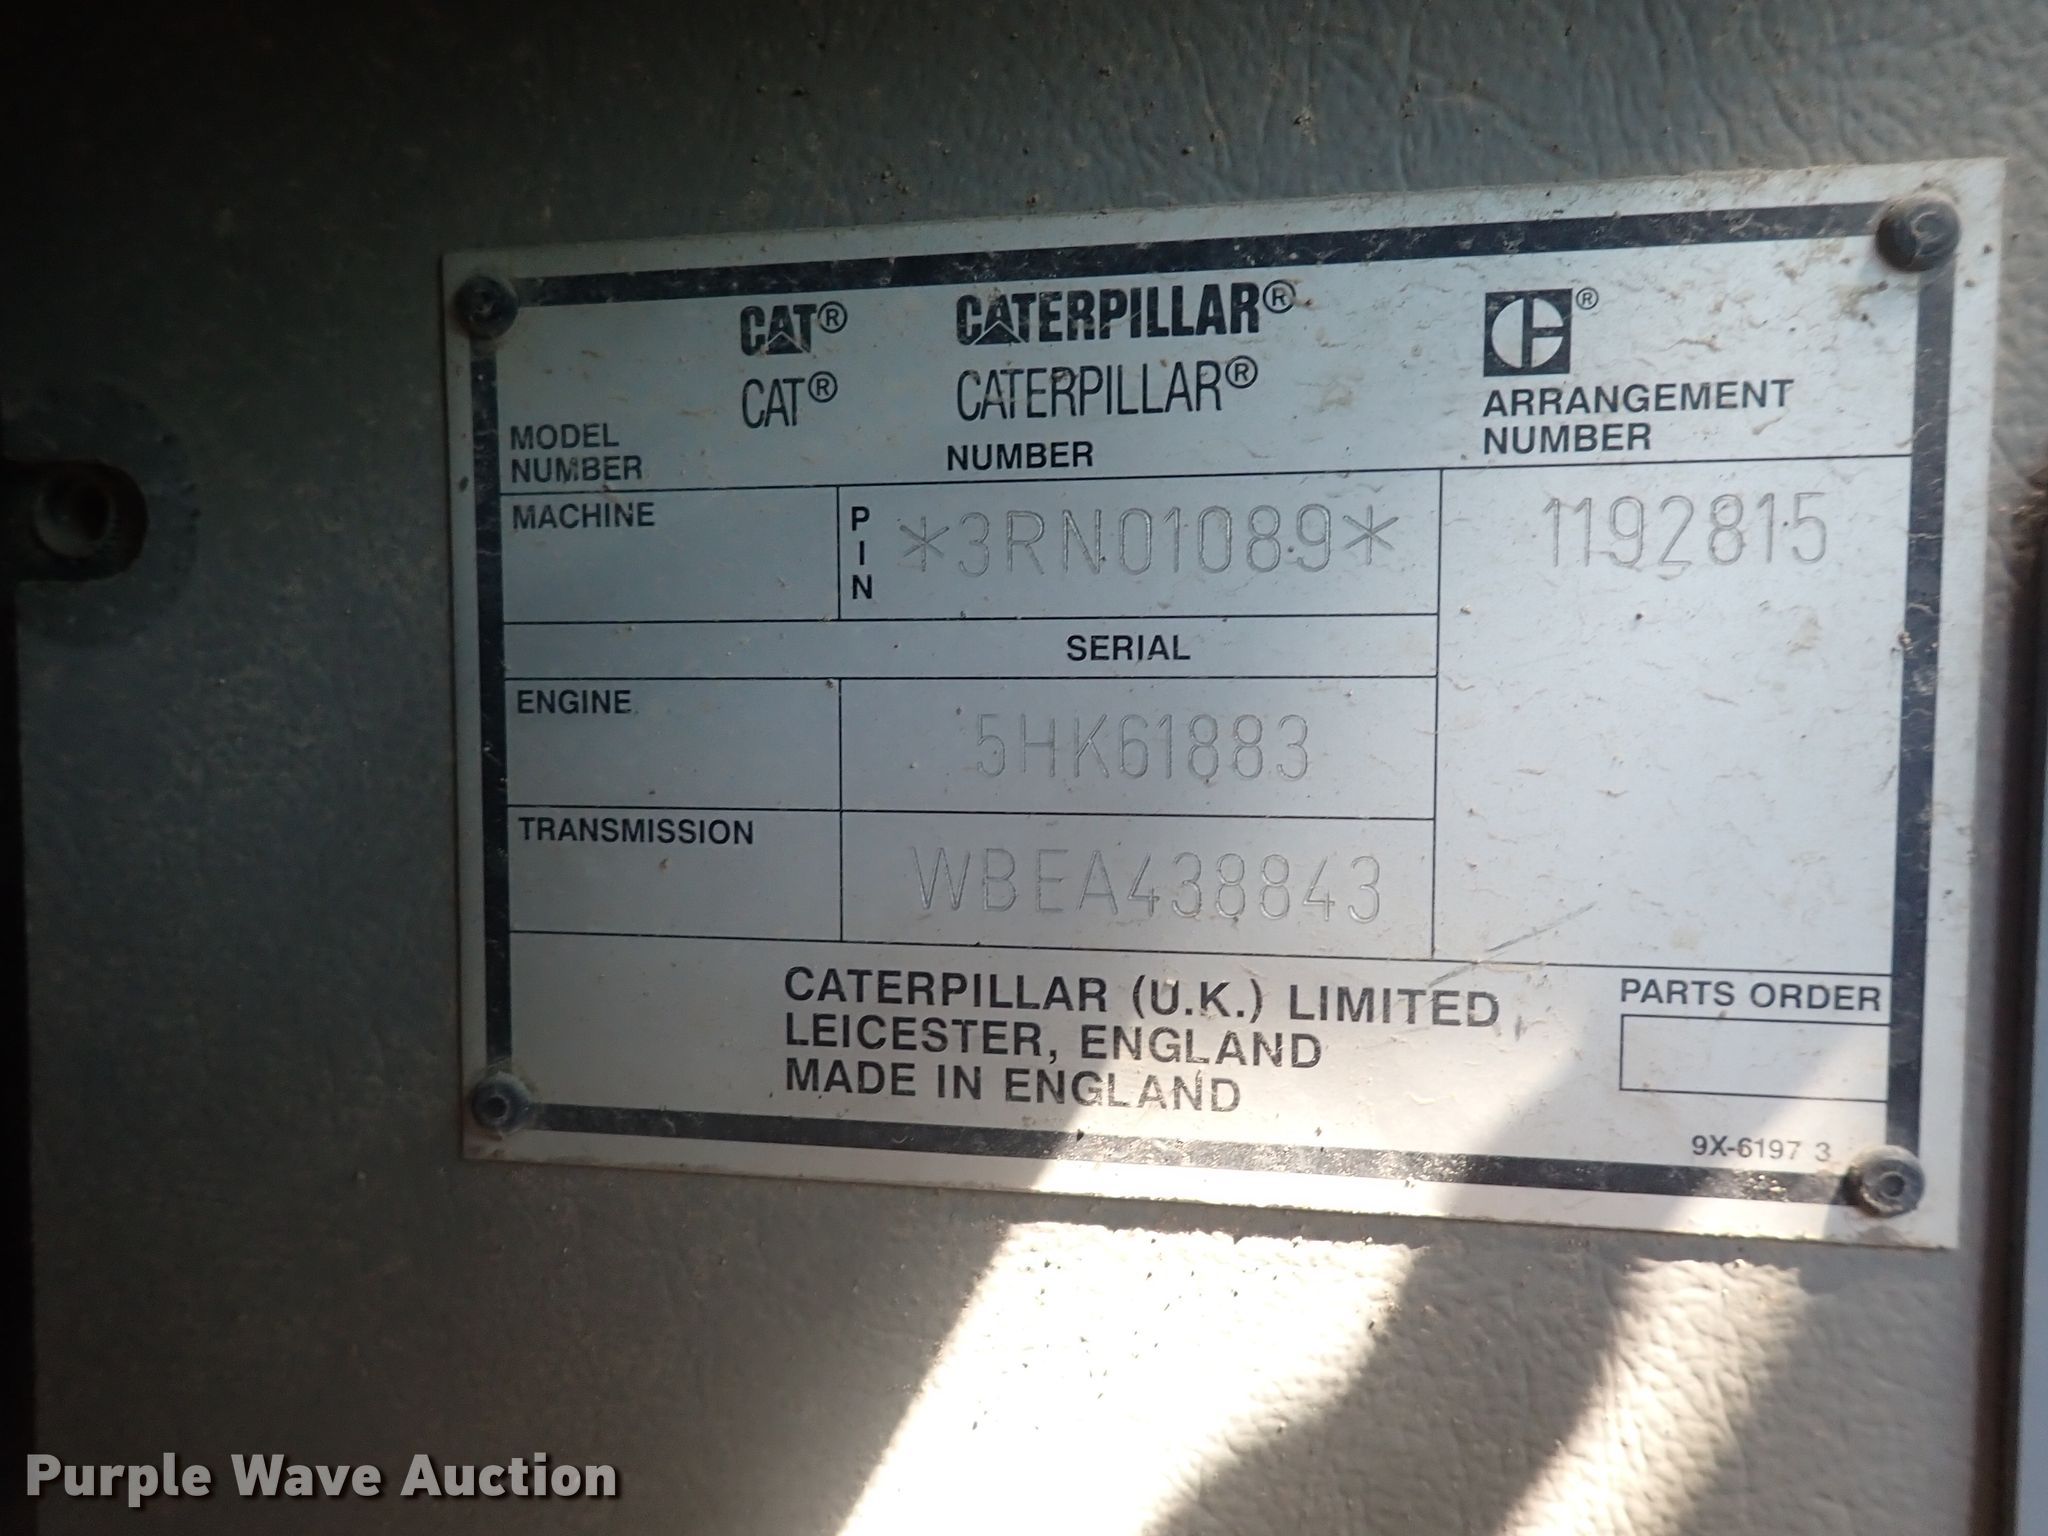 CAT® CATERPILLAR® ®
CAT® CATERPILLAR®
MODEL NUMBER
NUMBER
ARRANGEMENT NUMBER
MACHINE
PIN
*3RN01089*
1192815
SERIAL
ENGINE
5HK61883
TRANSMISSION
WBEA438843
CATERPILLAR (U.K.) LIMITED
LEICESTER, ENGLAND
MADE IN ENGLAND
PARTS ORDER
9X-6197 3
Purple Wave Auction